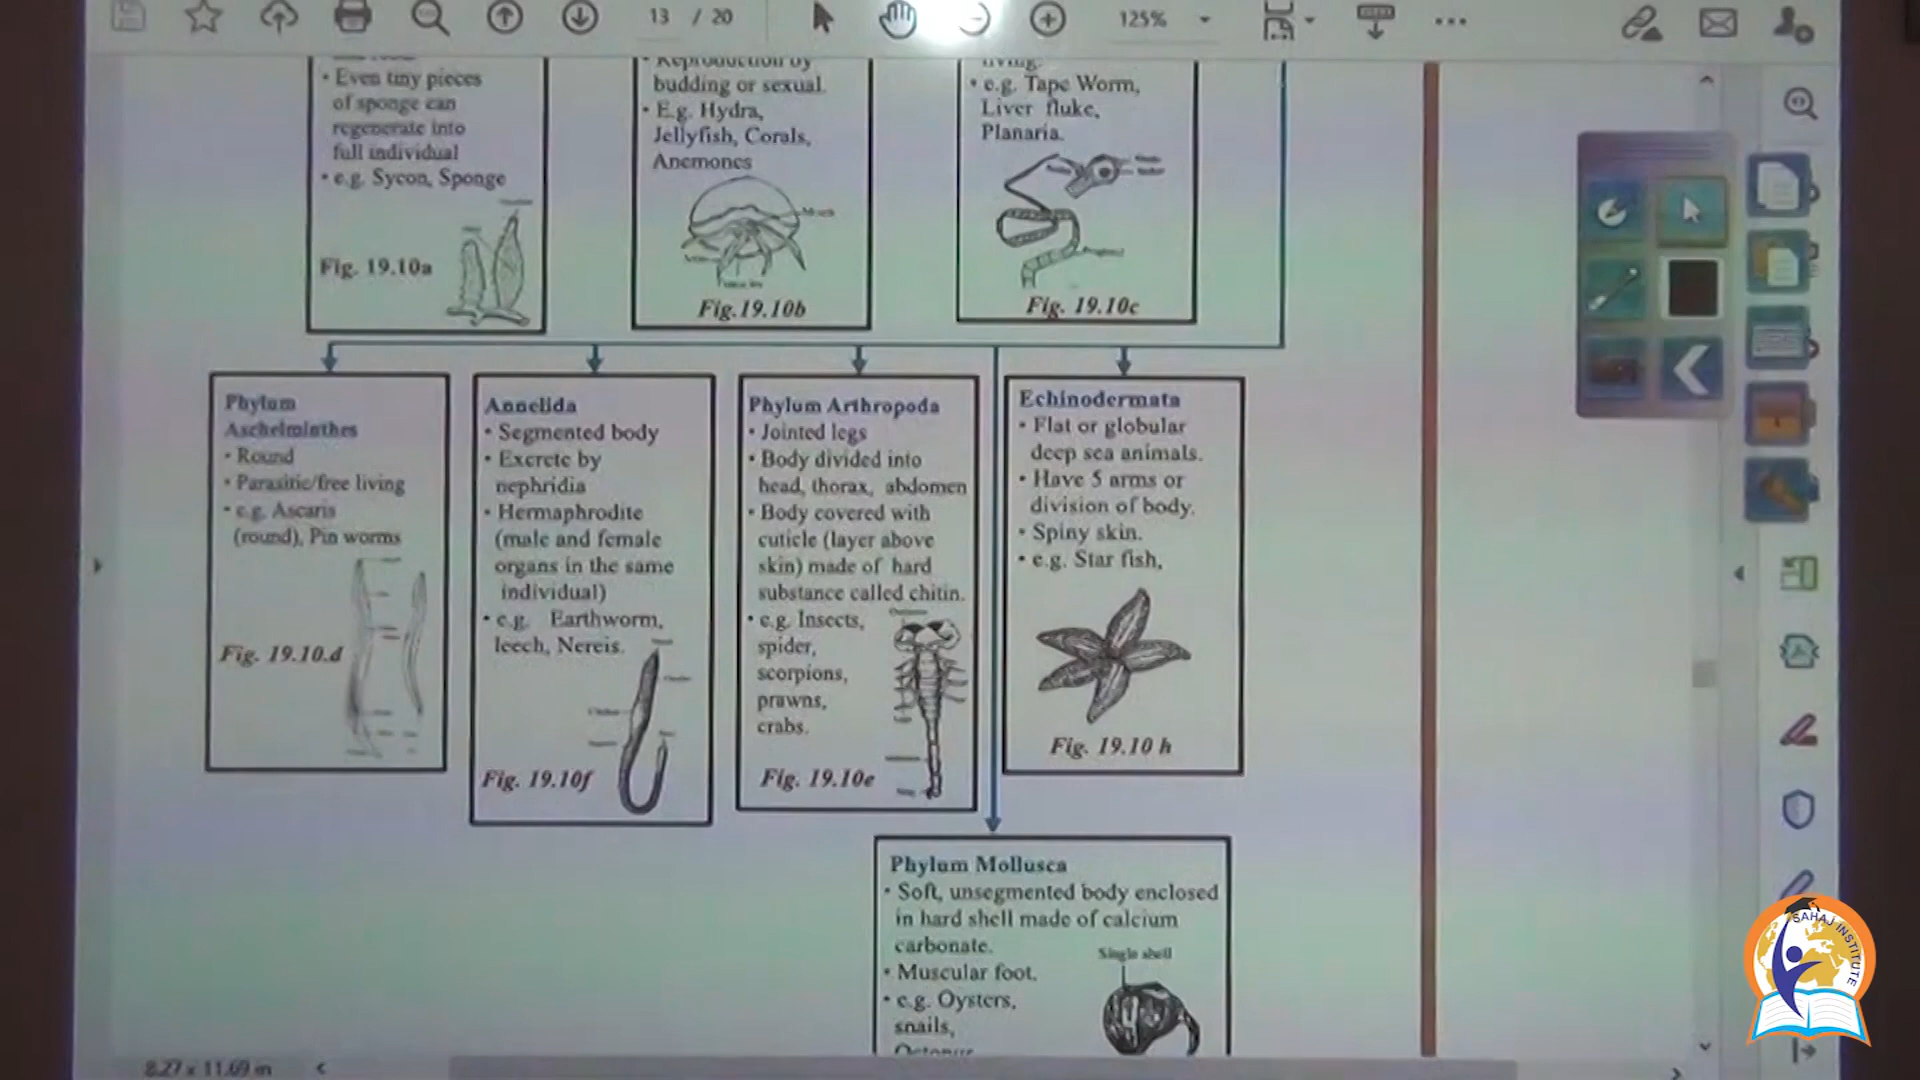 13 / 20
125%
• Even tiny pieces
of sponge can
regenerate into
full individual
• e.g. Sycon, Sponge
Fig. 19.10a
• Reproduction by
budding or sexual.
• E.g. Hydra,
Jellyfish, Corals,
Anemones
Mouth
Fig.19.10b
living.
• e.g. Tape Worm,
Liver fluke,
Planaria.
Fig. 19.10c
Phylum
Aschelminthes
• Round
• Parasitic/free living
• e.g. Ascaris
(round), Pin worms
Fig. 19.10.d
Annelida
• Segmented body
• Excrete by
nephridia
• Hermaphrodite
(male and female
organs in the same
individual)
• e.g. Earthworm,
leech, Nereis.
Fig. 19.10f
Phylum Arthropoda
• Jointed legs
• Body divided into
head, thorax, abdomen
• Body covered with
cuticle (layer above
skin) made of hard
substance called chitin.
• e.g. Insects,
spider,
scorpions,
prawns,
crabs.
Fig. 19.10e
Echinodermata
• Flat or globular
deep sea animals.
• Have 5 arms or
division of body.
• Spiny skin.
• e.g. Star fish,
Fig. 19.10 h
Phylum Mollusca
• Soft, unsegmented body enclosed
in hard shell made of calcium
carbonate.
• Muscular foot.
• e.g. Oysters,
snails,
Octopus
Single shell
8.27 x 11.69 in
SAHAJ INSTITUTE